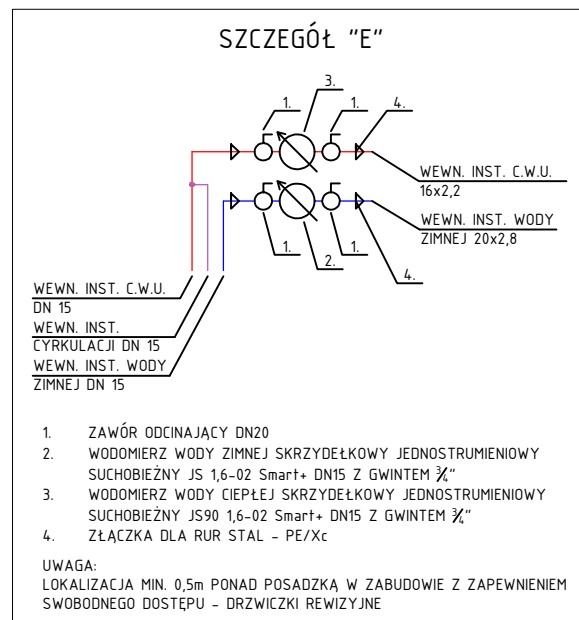 SZCZEGÓŁ "E"
3.
1.
1.
4.
WEWN. INST. C.W.U.
16x2,2
WEWN. INST. WODY
ZIMNEJ 20x2,8
1.
1.
2.
4.
WEWN. INST. C.W.U.
DN 15
WEWN. INST.
CYRKULACJI DN 15
WEWN. INST. WODY
ZIMNEJ DN 15
1. ZAWÓR ODCINAJĄCY DN20
2. WODOMIERZ WODY ZIMNEJ SKRZYDEŁKOWY JEDNOSTRUMIENIOWY
SUCHOBIEŻNY JS 1,6-02 Smart+ DN15 Z GWINTEM ¾"
3. WODOMIERZ WODY CIEPŁEJ SKRZYDEŁKOWY JEDNOSTRUMIENIOWY
SUCHOBIEŻNY JS90 1,6-02 Smart+ DN15 Z GWINTEM ¾"
4. ZŁĄCZKA DLA RUR STAL - PE/Xc
UWAGA:
LOKALIZACJA MIN. 0,5m PONAD POSADZKĄ W ZABUDOWIE Z ZAPEWNIENIEM
SWOBODNEGO DOSTĘPU - DRZWICZKI REWIZYJNE